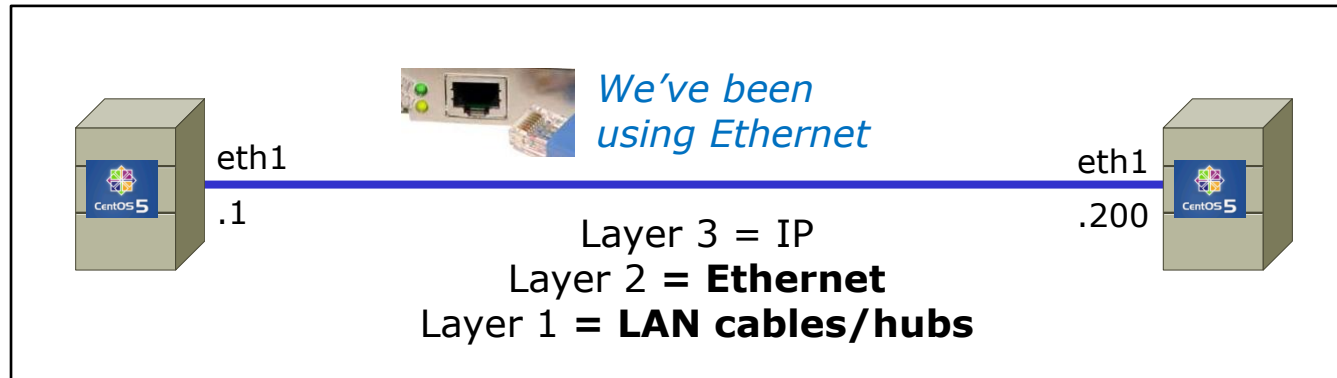 We've been
using Ethernet
eth1
eth1
CentOS 5
CentOS 5
.1
.200
Layer 3 = IP
Layer 2 = Ethernet
Layer 1 = LAN cables/hubs